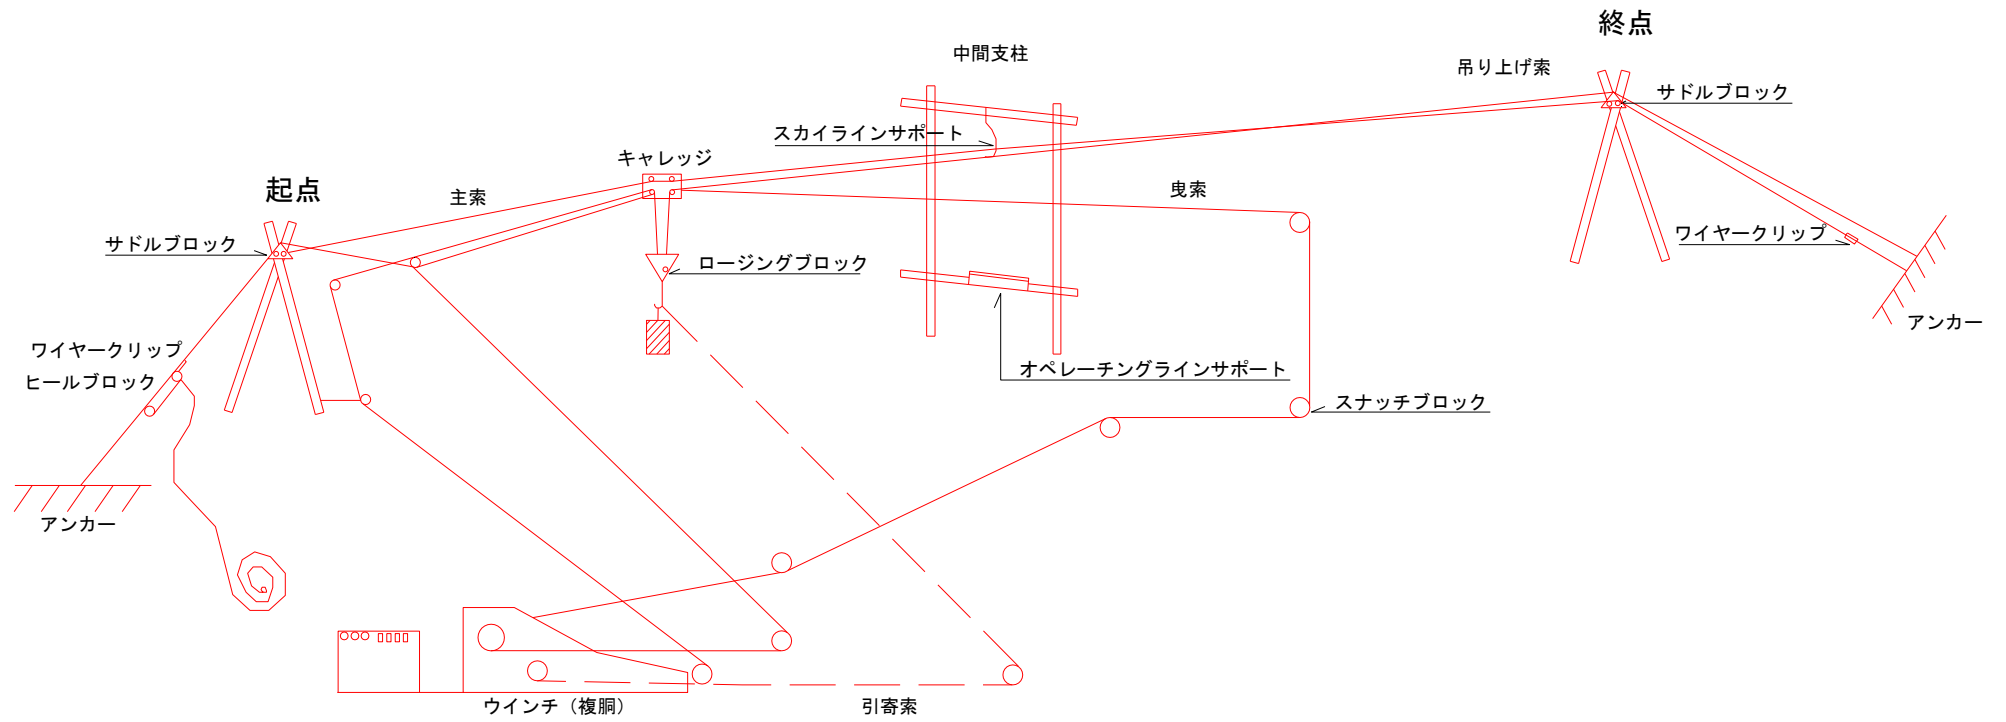 終点
中間支柱
吊り上げ索
サドルブロック
スカイラインサポート
キャレッジ
起点
主索
曳索
サドルブロック
ワイヤークリップ
ロージングブロック
アンカー
ワイヤークリップ
ヒールブロック
オペレーチングラインサポート
スナッチブロック
アンカー
ウインチ（複胴）
引寄索